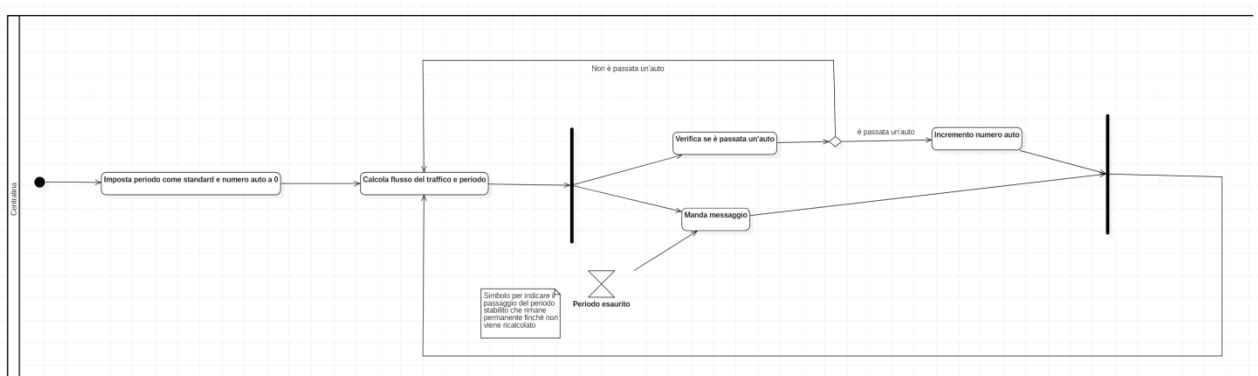 Centralina
Imposta periodo come standard e numero auto a 0
Calcola flusso del traffico e periodo
Non è passata un'auto
Verifica se è passata un'auto
è passata un'auto
Incremento numero auto
Manda messaggio
Periodo esaurito
Simbolo per indicare il
passaggio del periodo
stabilito che rimane
permanente finchè non
viene ricalcolato